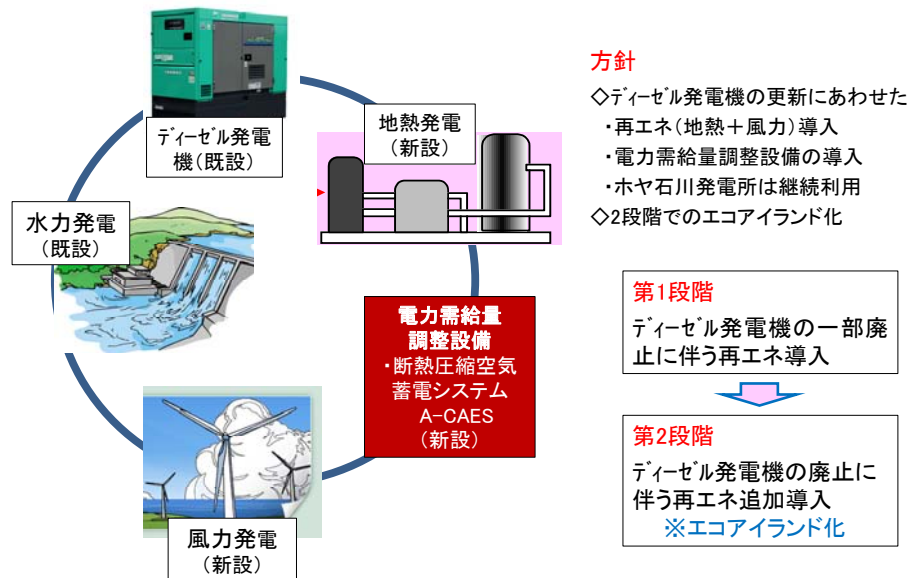 ディーゼル発電
機(既設)
地熱発電
(新設)
水力発電
(既設)
電力需給量
調整設備
・断熱圧縮空気
蓄電システム
A-CAES
(新設)
風力発電
(新設)
方針
◇ディーゼル発電機の更新にあわせた
・再エネ(地熱+風力)導入
・電力需給量調整設備の導入
・ホヤ石川発電所は継続利用
◇2段階でのエコアイランド化
第1段階
ディーゼル発電機の一部廃
止に伴う再エネ導入
第2段階
ディーゼル発電機の廃止に
伴う再エネ追加導入
※エコアイランド化